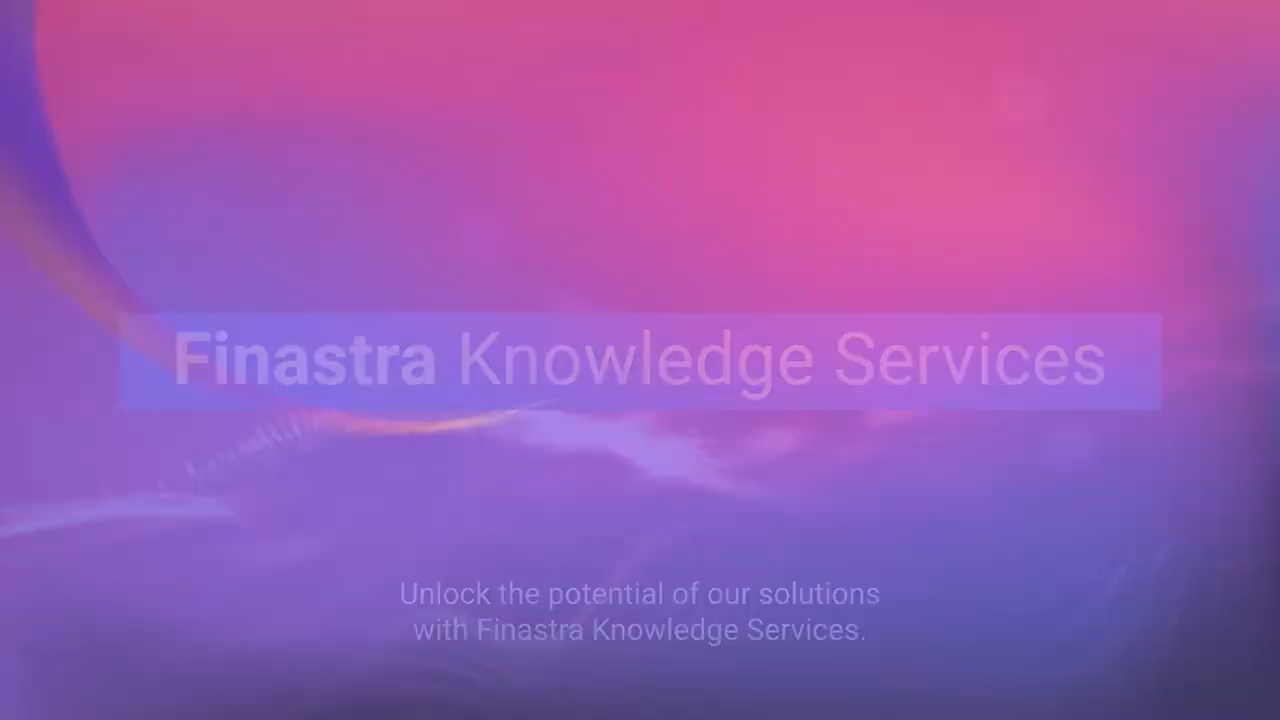 Finastra Knowledge Services
Unlock the potential of our solutions
with Finastra Knowledge Services.